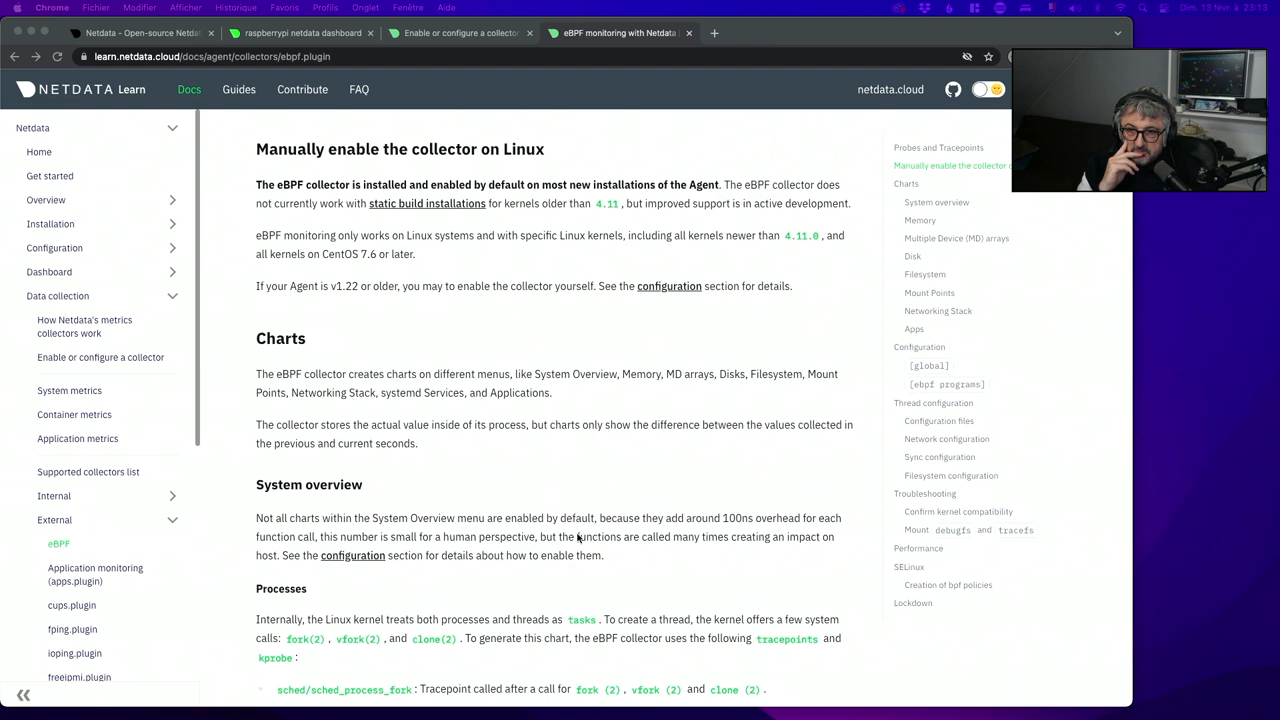 Chrome Fichier Modifier Afficher Historique Favoris Profils Onglet Fenêtre Aide
Dim. 13 févr. à 23:13
Netdata - Open-source Netdat
raspberrypi netdata dashboard
Enable or configure a collector
eBPF monitoring with Netdata |
learn.netdata.cloud/docs/agent/collectors/ebpf.plugin
NETDATA Learn
Docs Guides Contribute FAQ
netdata.cloud
Netdata
Home
Get started
Overview
Installation
Configuration
Dashboard
Data collection
How Netdata's metrics
collectors work
Enable or configure a collector
System metrics
Container metrics
Application metrics
Supported collectors list
Internal
External
eBPF
Application monitoring
(apps.plugin)
cups.plugin
fping.plugin
ioping.plugin
freeipmi.plugin
Manually enable the collector on Linux
The eBPF collector is installed and enabled by default on most new installations of the Agent. The eBPF collector does
not currently work with static build installations for kernels older than 4.11, but improved support is in active development.
eBPF monitoring only works on Linux systems and with specific Linux kernels, including all kernels newer than 4.11.0, and
all kernels on CentOS 7.6 or later.
If your Agent is v1.22 or older, you may to enable the collector yourself. See the configuration section for details.
Charts
The eBPF collector creates charts on different menus, like System Overview, Memory, MD arrays, Disks, Filesystem, Mount
Points, Networking Stack, systemd Services, and Applications.
The collector stores the actual value inside of its process, but charts only show the difference between the values collected in
the previous and current seconds.
System overview
Not all charts within the System Overview menu are enabled by default, because they add around 100ns overhead for each
function call, this number is small for a human perspective, but the functions are called many times creating an impact on
host. See the configuration section for details about how to enable them.
Processes
Internally, the Linux kernel treats both processes and threads as tasks. To create a thread, the kernel offers a few system
calls: fork(2), vfork(2), and clone(2). To generate this chart, the eBPF collector uses the following tracepoints and
kprobe:
sched/sched_process_fork: Tracepoint called after a call for fork (2), vfork (2) and clone (2).
Probes and Tracepoints
Manually enable the collector o
Charts
System overview
Memory
Multiple Device (MD) arrays
Disk
Filesystem
Mount Points
Networking Stack
Apps
Configuration
[global]
[ebpf programs]
Thread configuration
Configuration files
Network configuration
Sync configuration
Filesystem configuration
Troubleshooting
Confirm kernel compatibility
Mount debugfs and tracefs
Performance
SELinux
Creation of bpf policies
Lockdown